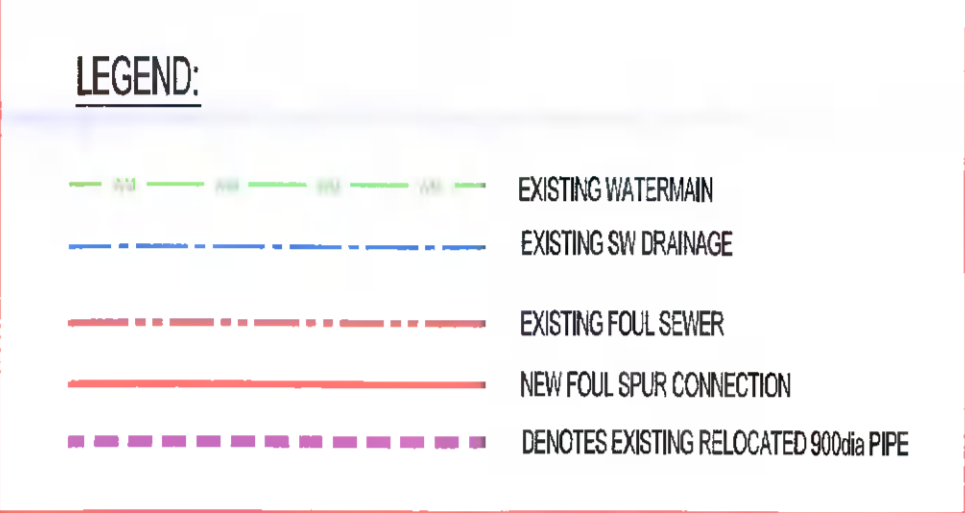 LEGEND:
EXISTING WATERMAIN
EXISTING SW DRAINAGE
EXISTING FOUL SEWER
NEW FOUL SPUR CONNECTION
DENOTES EXISTING RELOCATED 900dia PIPE